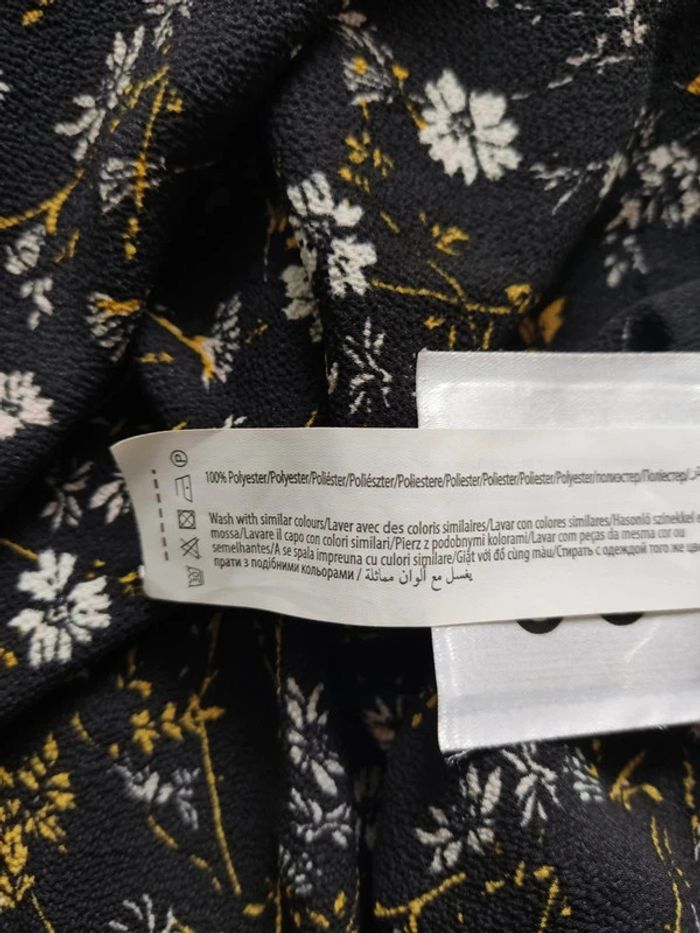 100% Polyester/Polyester/Poliéster/Poliészter/Poliestere/Poliester/Poliester/Poliester/Polyester/полиэстер/Поліестер/
Wash with similar colours/Laver avec des coloris similaires/Lavar con colores similares/Hasonló színekkel
mossa/Lavare il capo con colori similari/Pierz z podobnymi kolorami/Lavar com peças da mesma cor ou
semelhantes/A se spala impreuna cu culori similare/Giặt với đồ cùng màu/Стирать с одеждой того же
прати з подібними кольорами / يغسل مع ألوان مماثلة